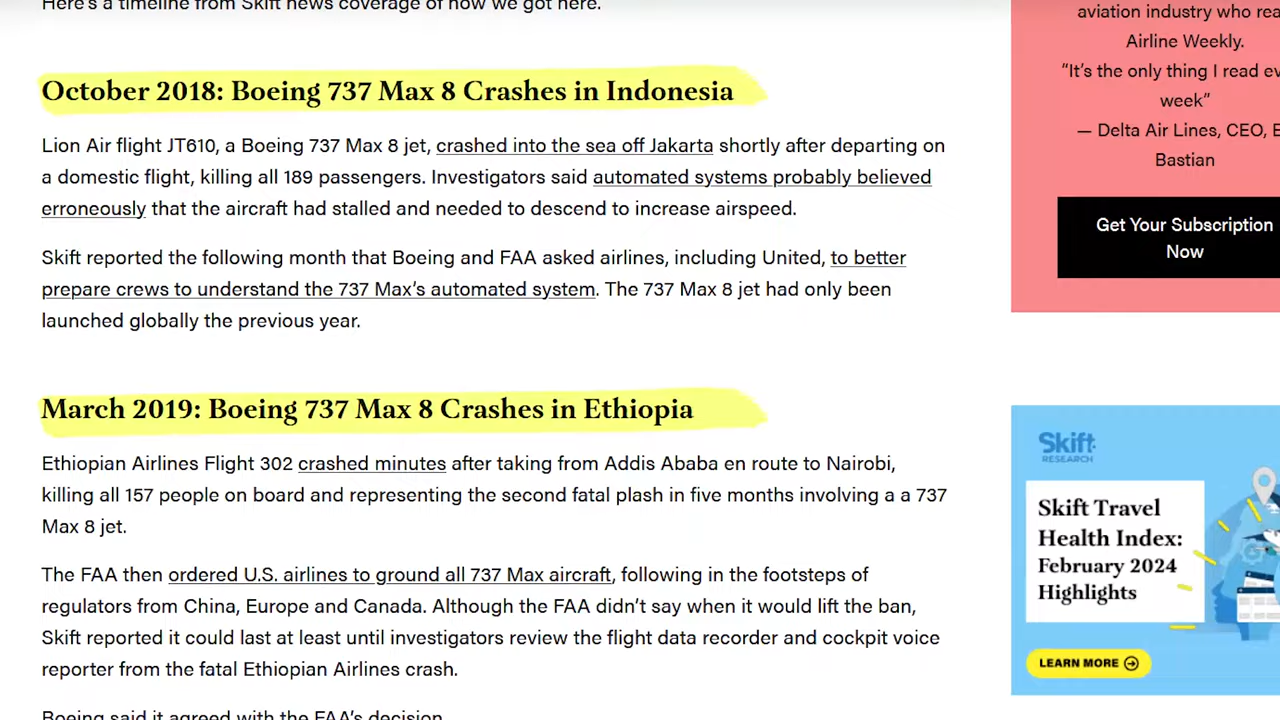 Here's a timeline from Skift news coverage of how we got here.
October 2018: Boeing 737 Max 8 Crashes in Indonesia
Lion Air flight JT610, a Boeing 737 Max 8 jet, crashed into the sea off Jakarta shortly after departing on
a domestic flight, killing all 189 passengers. Investigators said automated systems probably believed
erroneously that the aircraft had stalled and needed to descend to increase airspeed.
Skift reported the following month that Boeing and FAA asked airlines, including United, to better
prepare crews to understand the 737 Max's automated system. The 737 Max 8 jet had only been
launched globally the previous year.
March 2019: Boeing 737 Max 8 Crashes in Ethiopia
Ethiopian Airlines Flight 302 crashed minutes after taking from Addis Ababa en route to Nairobi,
killing all 157 people on board and representing the second fatal plash in five months involving a a 737
Max 8 jet.
The FAA then ordered U.S. airlines to ground all 737 Max aircraft, following in the footsteps of
regulators from China, Europe and Canada. Although the FAA didn't say when it would lift the ban,
Skift reported it could last at least until investigators review the flight data recorder and cockpit voice
reporter from the fatal Ethiopian Airlines crash.
Boeing said it agreed with the FAA's decision.
aviation industry who
Airline Weekly.
"It's the only thing I read
week"
— Delta Air Lines, CEO,
Bastian
Get Your Subscription
Now
Skift
RESEARCH
Skift Travel
Health Index:
February 2024
Highlights
LEARN MORE